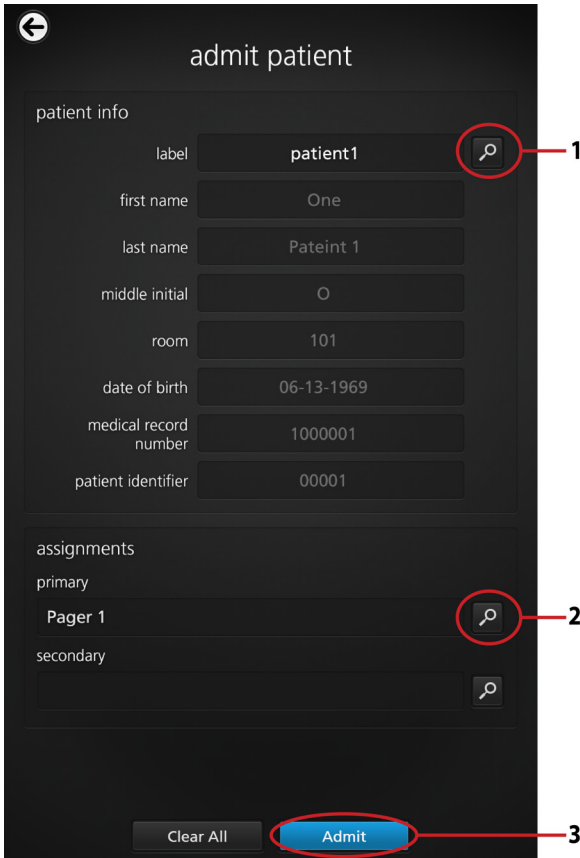 admit patient
patient info
label patient1 1
first name One
last name Pateint 1
middle initial O
room 101
date of birth 06-13-1969
medical record
number 1000001
patient identifier 00001
assignments
primary
Pager 1 2
secondary
Clear All Admit 3